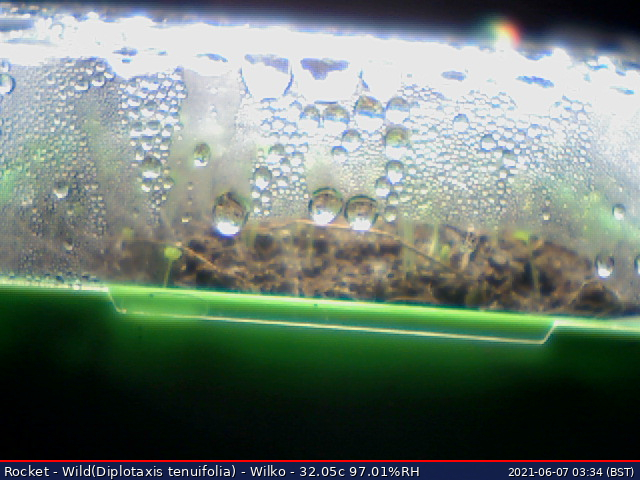 Rocket - Wild(Diplotaxis tenuifolia) - Wilko - 32.05c 97.01%RH 2021-06-07 03:34 (BST)